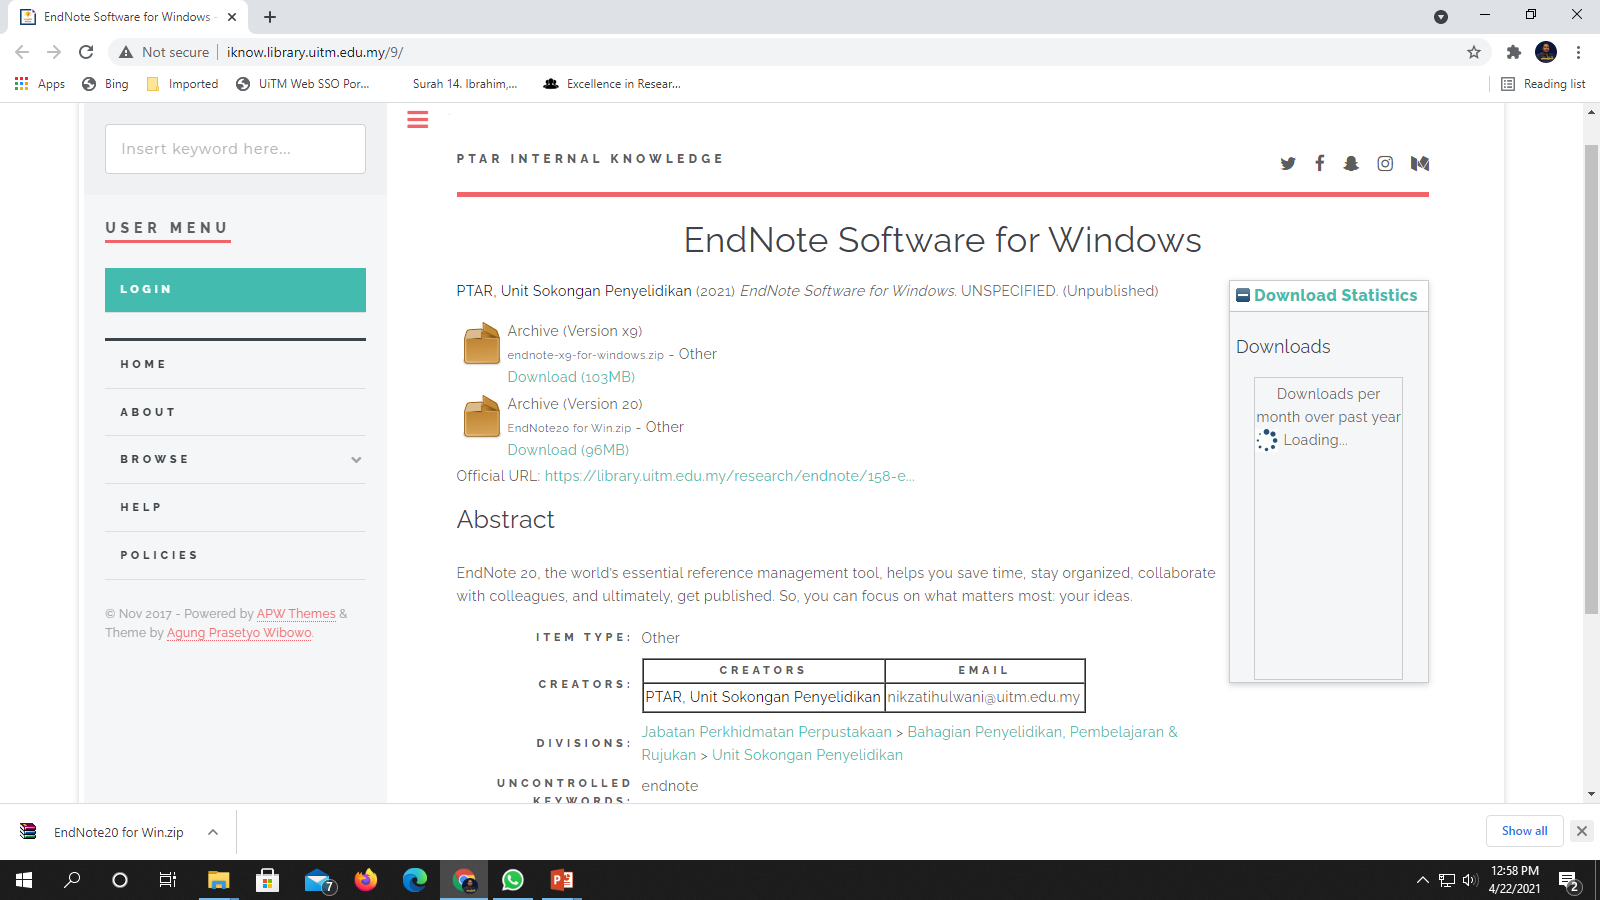 EndNote Software for Windows -
Not secure
iknow.library.uitm.edu.my/9/
Apps
Bing
Imported
UiTM Web SSO Por...
Surah 14. Ibrahim,...
Excellence in Resear...
Reading list
Insert keyword here...
USER MENU
LOGIN
HOME
ABOUT
BROWSE
HELP
POLICIES
© Nov 2017 - Powered by APW Themes &
Theme by Agung Prasetyo Wibowo.
PTAR INTERNAL KNOWLEDGE
EndNote Software for Windows
PTAR, Unit Sokongan Penyelidikan (2021) EndNote Software for Windows. UNSPECIFIED. (Unpublished)
Archive (Version x9)
endnote-x9-for-windows.zip - Other
Download (103MB)
Archive (Version 20)
EndNote20 for Win.zip - Other
Download (96MB)
Official URL: https://library.uitm.edu.my/research/endnote/158-e...
Download Statistics
Downloads
Downloads per
month over past year
Loading...
Abstract
EndNote 20, the world's essential reference management tool, helps you save time, stay organized, collaborate
with colleagues, and ultimately, get published. So, you can focus on what matters most: your ideas.
ITEM TYPE: Other
CREATORS:
CREATORS EMAIL
PTAR, Unit Sokongan Penyelidikan nikzatihulwani@uitm.edu.my
DIVISIONS: Jabatan Perkhidmatan Perpustakaan > Bahagian Penyelidikan, Pembelajaran &
Rujukan > Unit Sokongan Penyelidikan
UNCONTROLLED KEYWORDS: endnote
EndNote20 for Win.zip
Show all
7
12:58 PM
4/22/2021
2